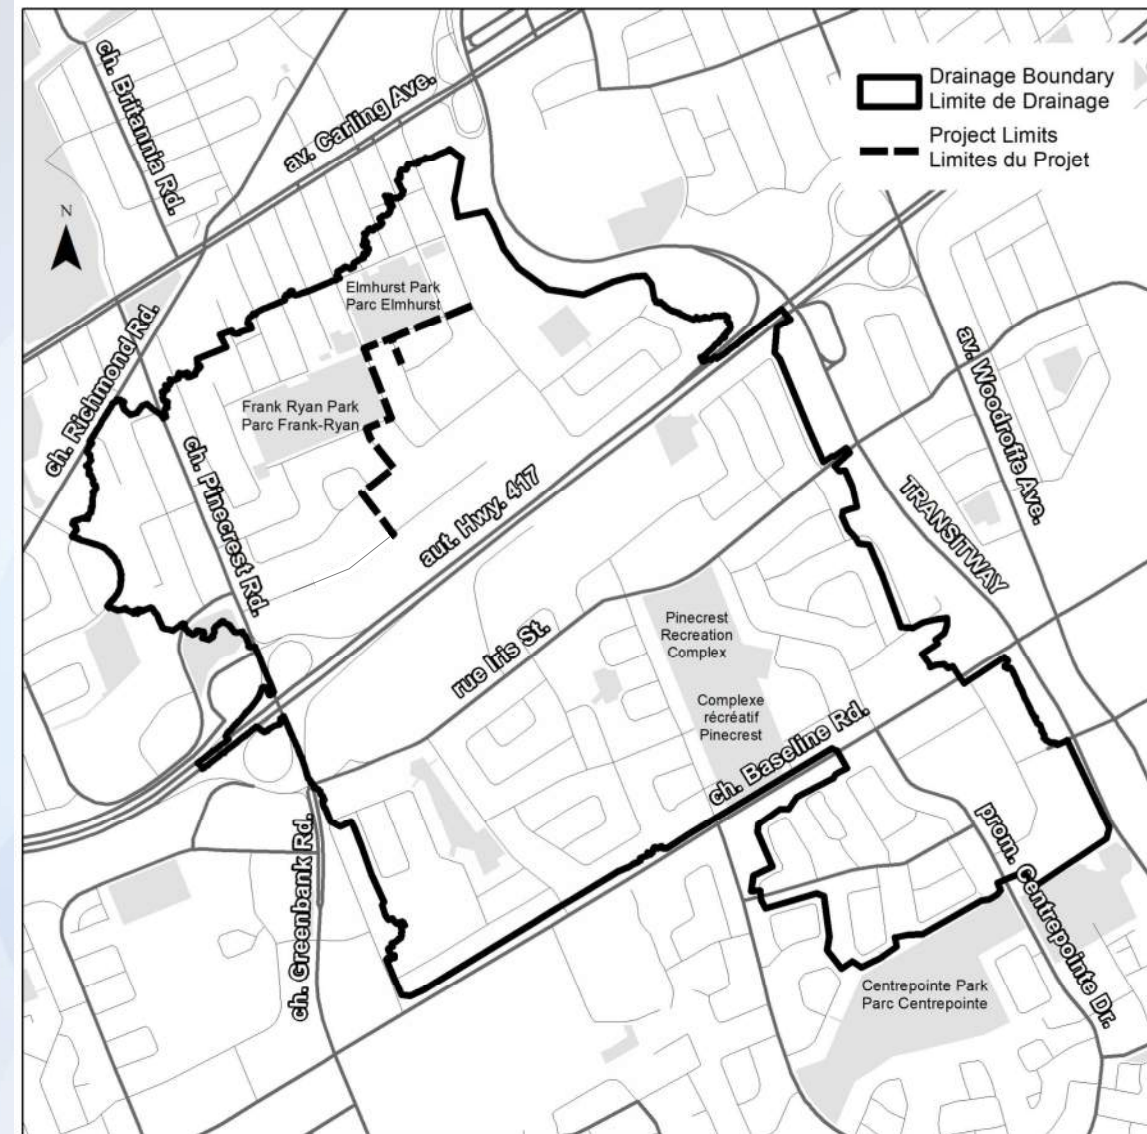 Drainage Boundary
Limite de Drainage
Project Limits
Limites du Projet
ch. Britannia Rd.
av. Carling Ave.
N
Elmhurst Park
Parc Elmhurst
ch. Richmond Rd.
av. Woodroffe Ave.
Frank Ryan Park
Parc Frank-Ryan
ch. Pinecrest Rd.
aut. Hwy. 417
TRANSITWAY
Pinecrest
Recreation
Complex
rue Iris St.
Complexe
récréatif
Pinecrest
ch. Baseline Rd.
ch. Greenbank Rd.
prom. Centrepointe Dr.
Centrepointe Park
Parc Centrepointe